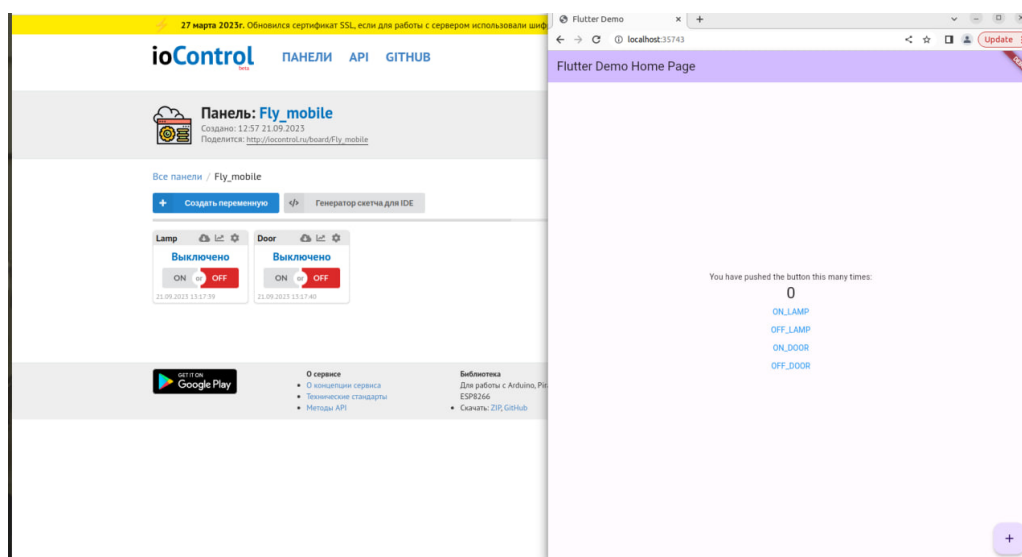 27 марта 2023г. Обновился сертификат SSL, если для работы с сервером использовали
ioControl
beta
ПАНЕЛИ API GITHUB
Панель: Fly_mobile
Создано: 12:57 21.09.2023
Поделится: http://iocontrol.ru/board/Fly_mobile
Все панели / Fly_mobile
+ Создать переменную
</> Генератор скетча для IDE
Lamp
Выключено
ON or OFF
21.09.2023 13:17:39
Door
Выключено
ON or OFF
21.09.2023 13:17:40
GET IT ON
Google Play
О сервисе
• О концепции сервиса
• Технические стандарты
• Методы API
Библиотека
Для работы с Arduino,
ESP8266
• Скачать: ZIP, GitHub
Flutter Demo
localhost:35743
Update
Flutter Demo Home Page
You have pushed the button this many times:
0
ON_LAMP
OFF_LAMP
ON_DOOR
OFF_DOOR
+